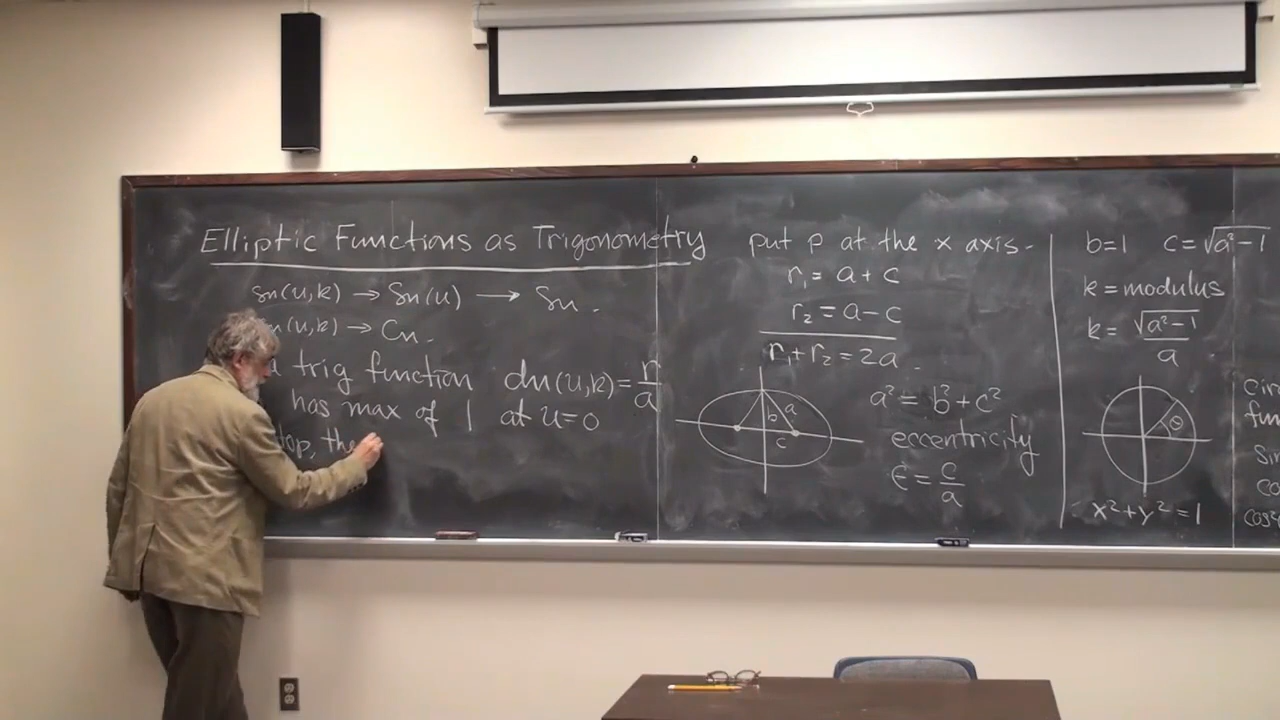 Elliptic Functions as Trigonometry
Sn(u,k) → Sn(u) → Sn.
n(u,k) → Cn.
a trig function dn(u,k) = r/a
has max of 1 at u=0
top, the
put p at the x axis.
r₁ = a + c
r₂ = a - c
r₁ + r₂ = 2a.
b a
c
a² = b² + c²
eccentricity
ϵ = c/a
b=1 c=√a²-1
k = modulus
k = √a²-1/a
θ
x² + y² = 1